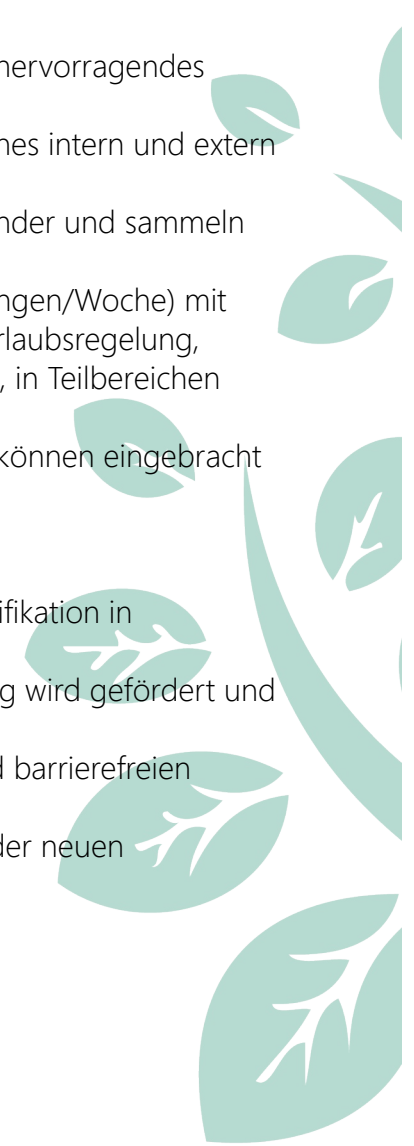 hervorragendes
nes intern und extern
nder und sammeln
ngen/Woche) mit
rlaubsregelung,
, in Teilbereichen
können eingebracht
ifikation in
g wird gefördert und
d barrierefreien
der neuen